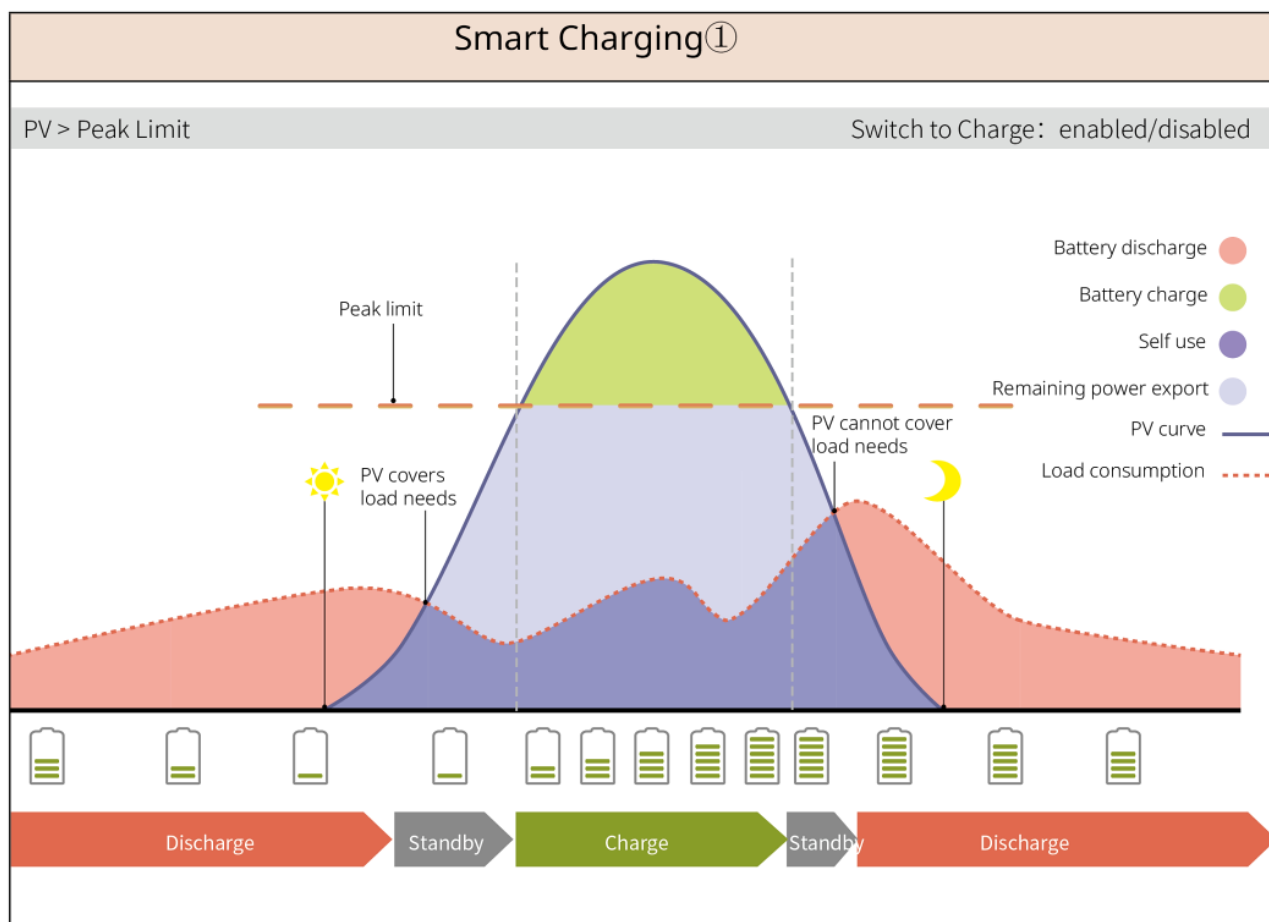 Smart Charging①
PV > Peak Limit
Switch to Charge：enabled/disabled
Battery discharge
Battery charge
Self use
Remaining power export
PV curve
Load consumption
Peak limit
PV cannot cover
load needs
PV covers
load needs
Discharge
Standby
Charge
Standby
Discharge